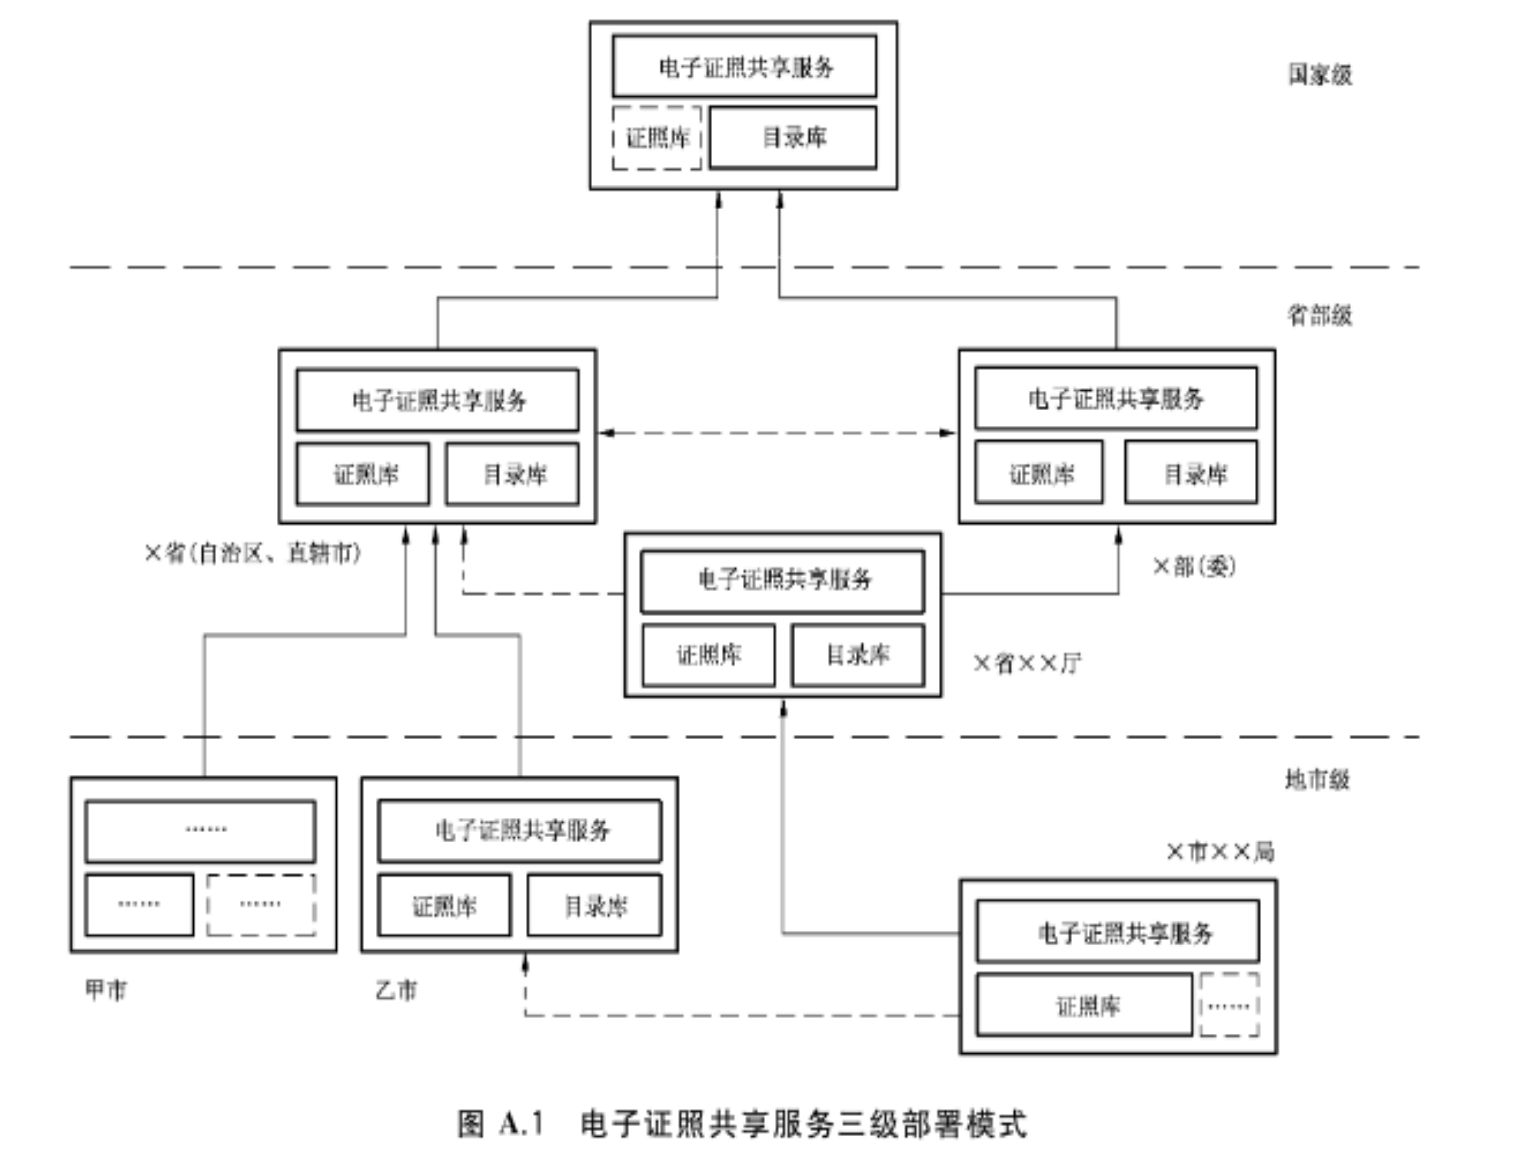 电子证照共享服务
国家级
证照库
目录库
省部级
电子证照共享服务
证照库
目录库
电子证照共享服务
证照库
目录库
×省(自治区、直辖市)
×部(委)
电子证照共享服务
证照库
目录库
×省××厅
地市级
……
……
……
甲市
电子证照共享服务
证照库
目录库
乙市
×市××局
电子证照共享服务
证照库
……
图 A.1 电子证照共享服务三级部署模式